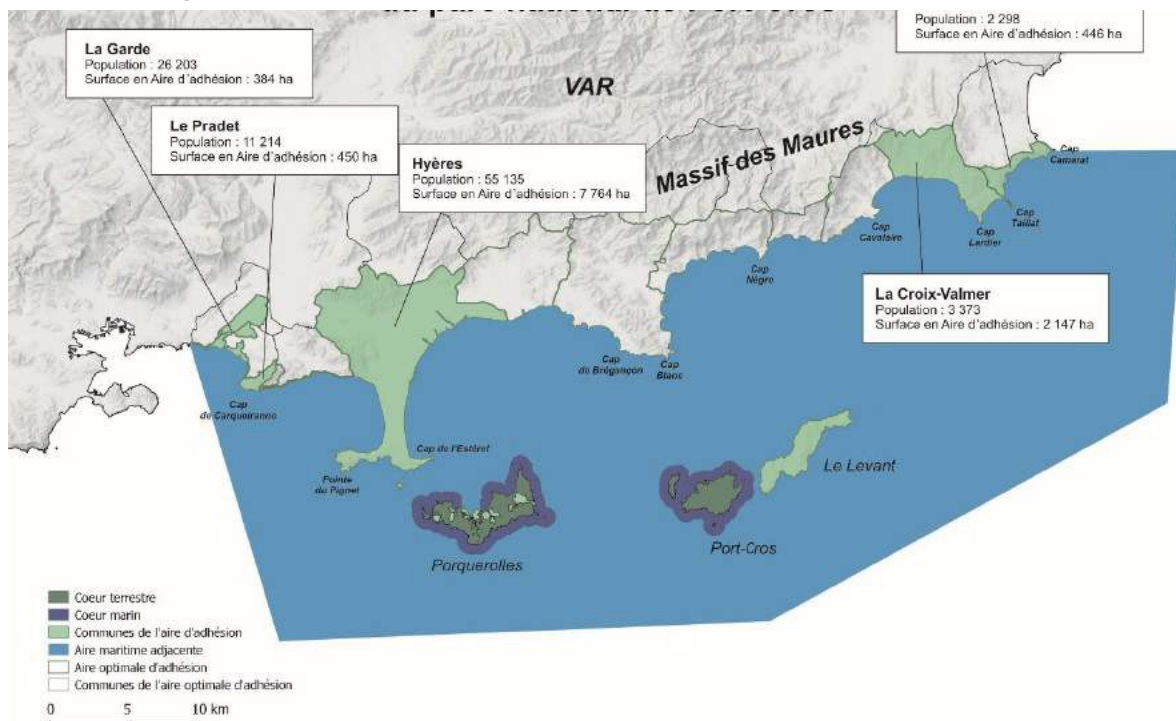 La Garde
Population : 26 203
Surface en Aire d'adhésion : 384 ha
Population : 2 298
446 ha
Le Pradet
Population : 11 214
Surface en Aire d'adhésion : 450 ha
VAR
Hyères
Population : 55 135
Surface en Aire d'adhésion : 7 764 ha
Massif des Maures
Cap
Camarat
Cap
Taillat
Cap
Lardier
Cap
Cavalaire
Cap
Nègre
La Croix-Valmer
Population : 3 373
Surface en Aire d'adhésion : 2 147 ha
Cap
de Brégançon
Cap
Blanc
Cap
de Carqueiranne
Cap de l'Estéret
Pointe
du Pignet
Le Levant
Port-Cros
Porquerolles
Coeur terrestre
Coeur marin
Communes de l'aire d'adhésion
Aire maritime adjacente
Aire optimale d'adhésion
Communes de l'aire optimale d'adhésion
0 5 10 km